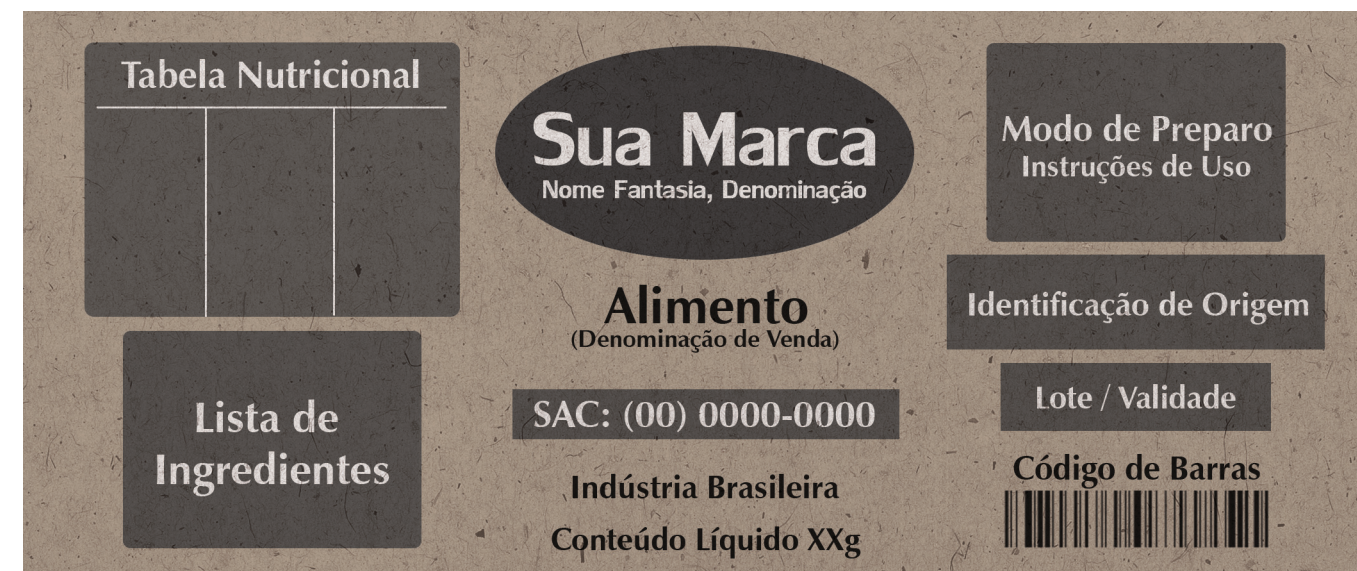 Tabela Nutricional
Lista de
Ingredientes
Sua Marca
Nome Fantasia, Denominação
Alimento
(Denominação de Venda)
SAC: (00) 0000-0000
Indústria Brasileira
Conteúdo Líquido XXg
Modo de Preparo
Instruções de Uso
Identificação de Origem
Lote / Validade
Código de Barras